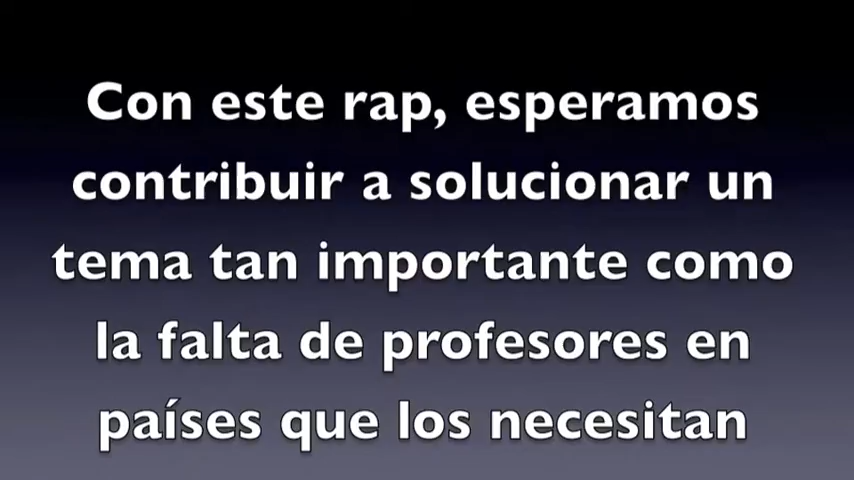 Con este rap, esperamos
contribuir a solucionar un
tema tan importante como
la falta de profesores en
países que los necesitan